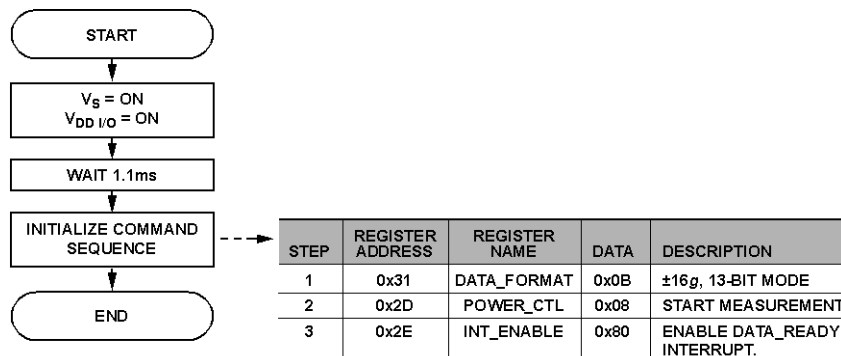 START
V_S = ON
V_DD I/O = ON
WAIT 1.1ms
INITIALIZE COMMAND
SEQUENCE
END
STEP REGISTER ADDRESS REGISTER NAME DATA DESCRIPTION
1 0x31 DATA_FORMAT 0x0B ±16g, 13-BIT MODE
2 0x2D POWER_CTL 0x08 START MEASUREMENT
3 0x2E INT_ENABLE 0x80 ENABLE DATA_READY
INTERRUPT.